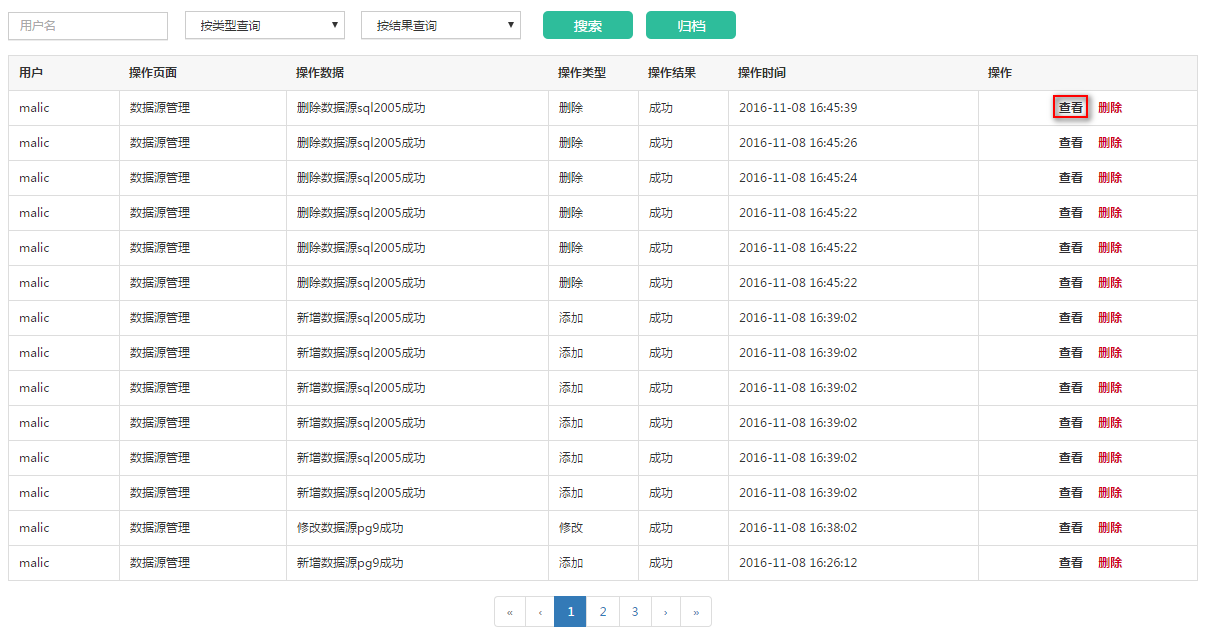 用户名 按类型查询 ▼ 按结果查询 ▼ 搜索 归档
用户 操作页面 操作数据 操作类型 操作结果 操作时间 操作
malic 数据源管理 删除数据源sql2005成功 删除 成功 2016-11-08 16:45:39 查看 删除
malic 数据源管理 删除数据源sql2005成功 删除 成功 2016-11-08 16:45:26 查看 删除
malic 数据源管理 删除数据源sql2005成功 删除 成功 2016-11-08 16:45:24 查看 删除
malic 数据源管理 删除数据源sql2005成功 删除 成功 2016-11-08 16:45:22 查看 删除
malic 数据源管理 删除数据源sql2005成功 删除 成功 2016-11-08 16:45:22 查看 删除
malic 数据源管理 删除数据源sql2005成功 删除 成功 2016-11-08 16:45:22 查看 删除
malic 数据源管理 新增数据源sql2005成功 添加 成功 2016-11-08 16:39:02 查看 删除
malic 数据源管理 新增数据源sql2005成功 添加 成功 2016-11-08 16:39:02 查看 删除
malic 数据源管理 新增数据源sql2005成功 添加 成功 2016-11-08 16:39:02 查看 删除
malic 数据源管理 新增数据源sql2005成功 添加 成功 2016-11-08 16:39:02 查看 删除
malic 数据源管理 新增数据源sql2005成功 添加 成功 2016-11-08 16:39:02 查看 删除
malic 数据源管理 新增数据源sql2005成功 添加 成功 2016-11-08 16:39:02 查看 删除
malic 数据源管理 修改数据源pg9成功 修改 成功 2016-11-08 16:38:02 查看 删除
malic 数据源管理 新增数据源pg9成功 添加 成功 2016-11-08 16:26:12 查看 删除
« ‹ 1 2 3 › »